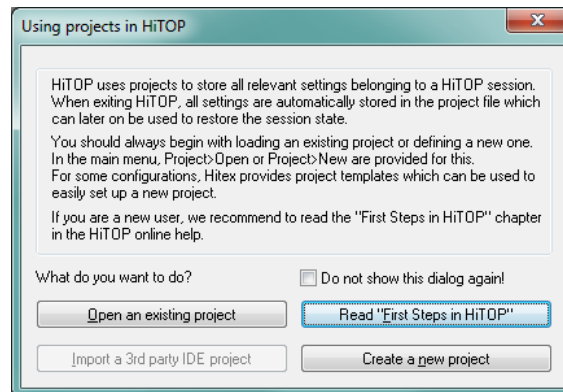 Using projects in HiTOP
HiTOP uses projects to store all relevant settings belonging to a HiTOP session.
When exiting HiTOP, all settings are automatically stored in the project file which
can later on be used to restore the session state.
You should always begin with loading an existing project or defining a new one.
In the main menu, Project>Open or Project>New are provided for this.
For some configurations, Hitex provides project templates which can be used to
easily set up a new project.
If you are a new user, we recommend to read the "First Steps in HiTOP" chapter
in the HiTOP online help.
What do you want to do?
Do not show this dialog again!
Open an existing project
Read "First Steps in HiTOP"
Import a 3rd party IDE project
Create a new project